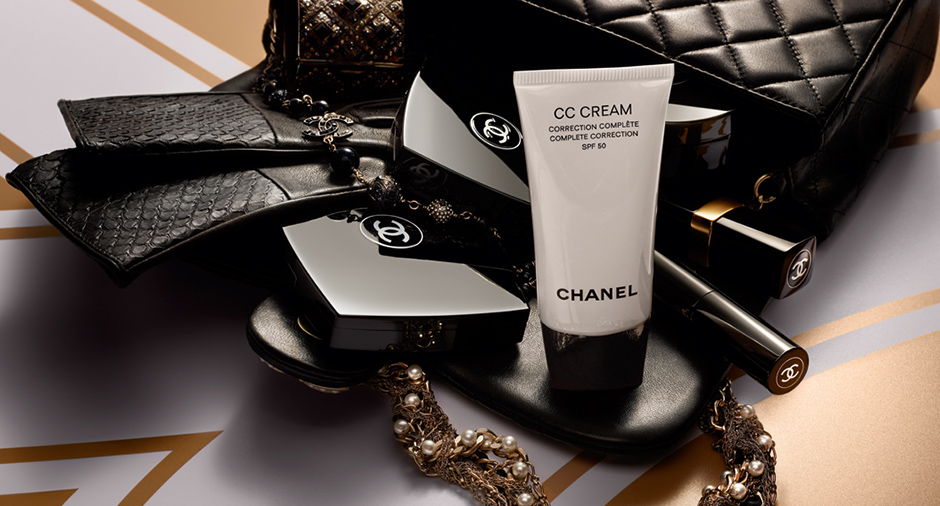 CC CREAM
CORRECTION COMPLÈTE
COMPLETE CORRECTION
SPF 50
CHANEL